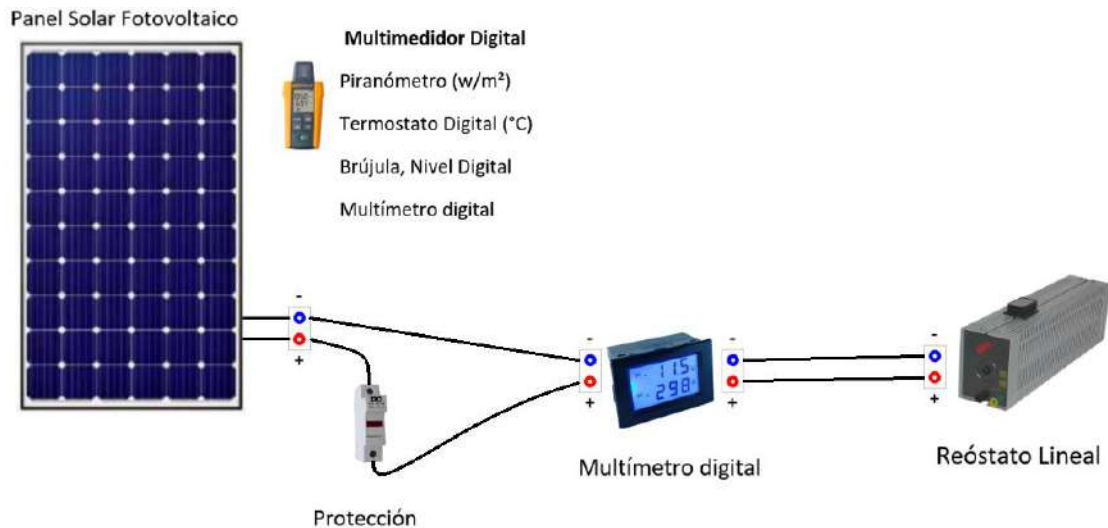 Panel Solar Fotovoltaico
Multimedidor Digital
Piranómetro (w/m²)
Termostato Digital (°C)
Brújula, Nivel Digital
Multímetro digital
-
+
-
+
-
+
-
+
DC
115
298
Multímetro digital
Reóstato Lineal
Protección